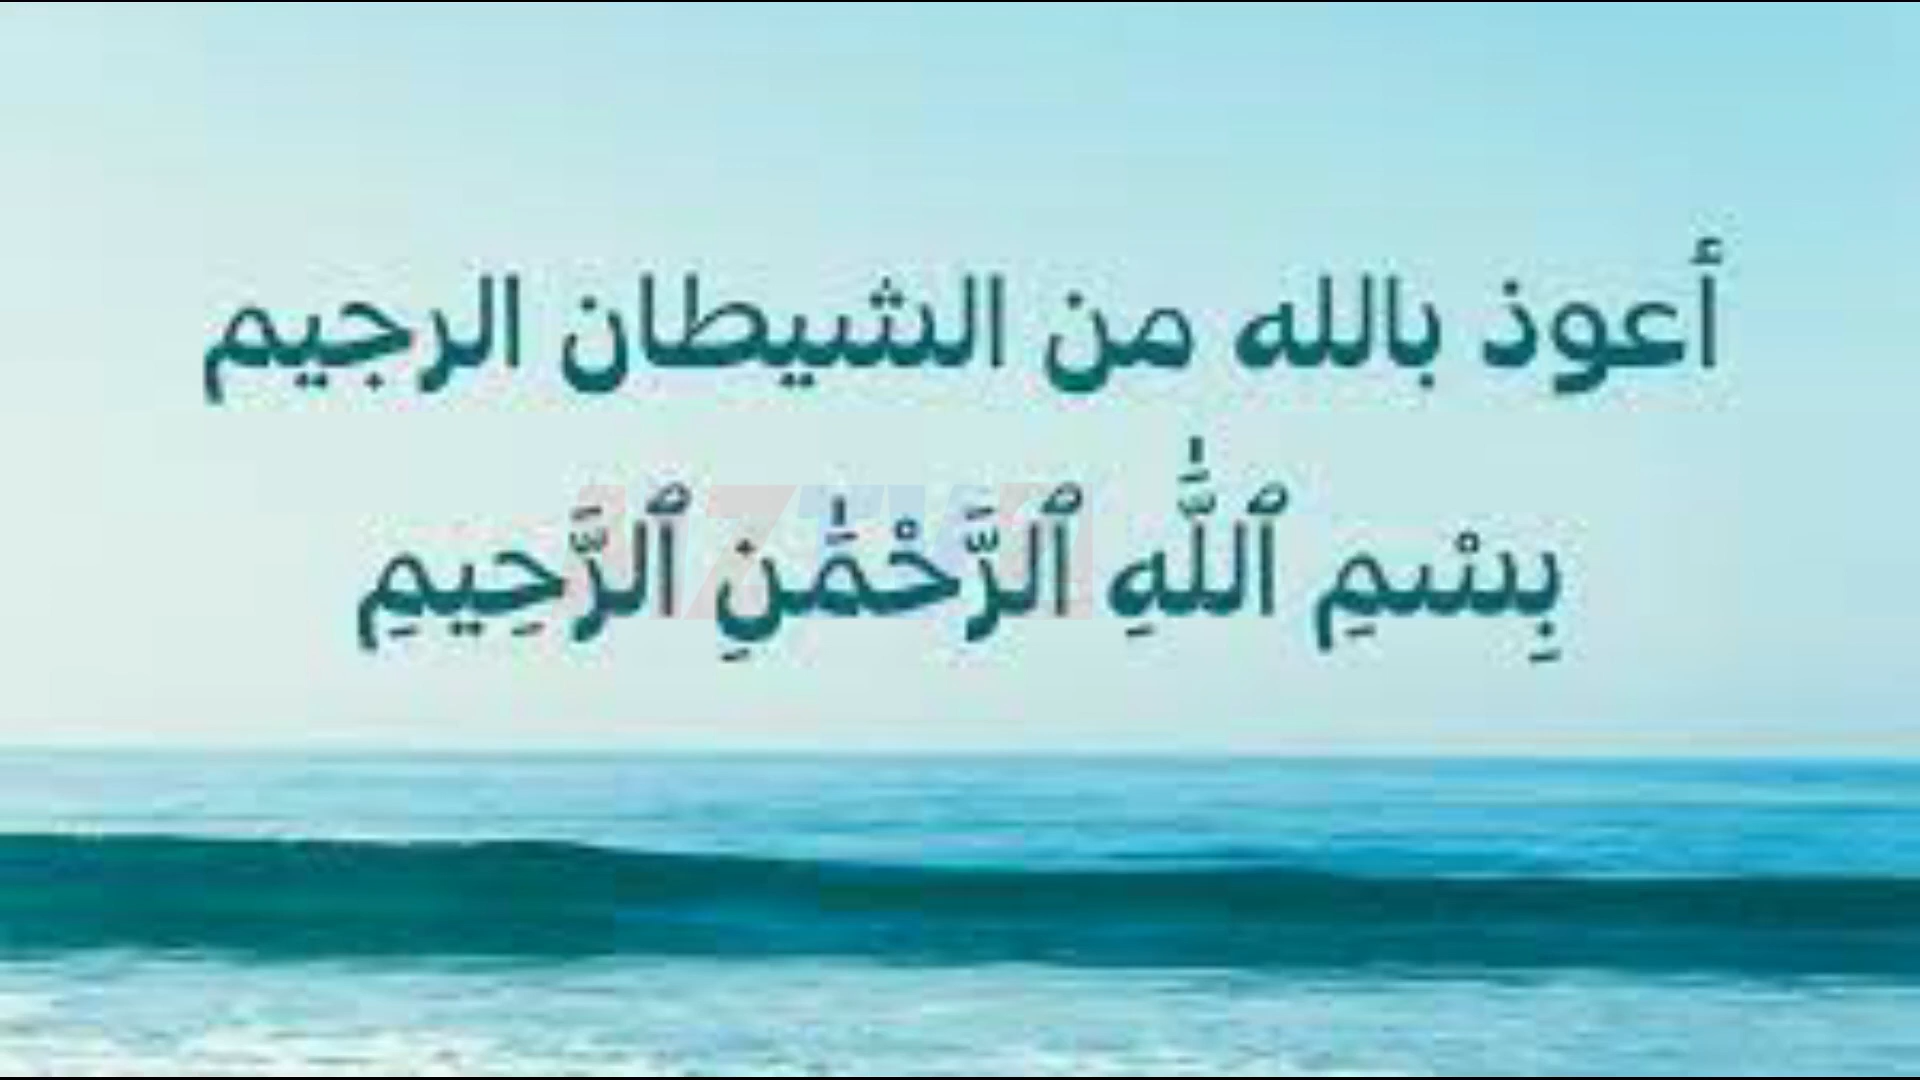 أعوذ بالله من الشيطان الرجيم
بِسْمِ ٱللَّٰهِ ٱلرَّحْمَٰنِ ٱلرَّحِيمِ